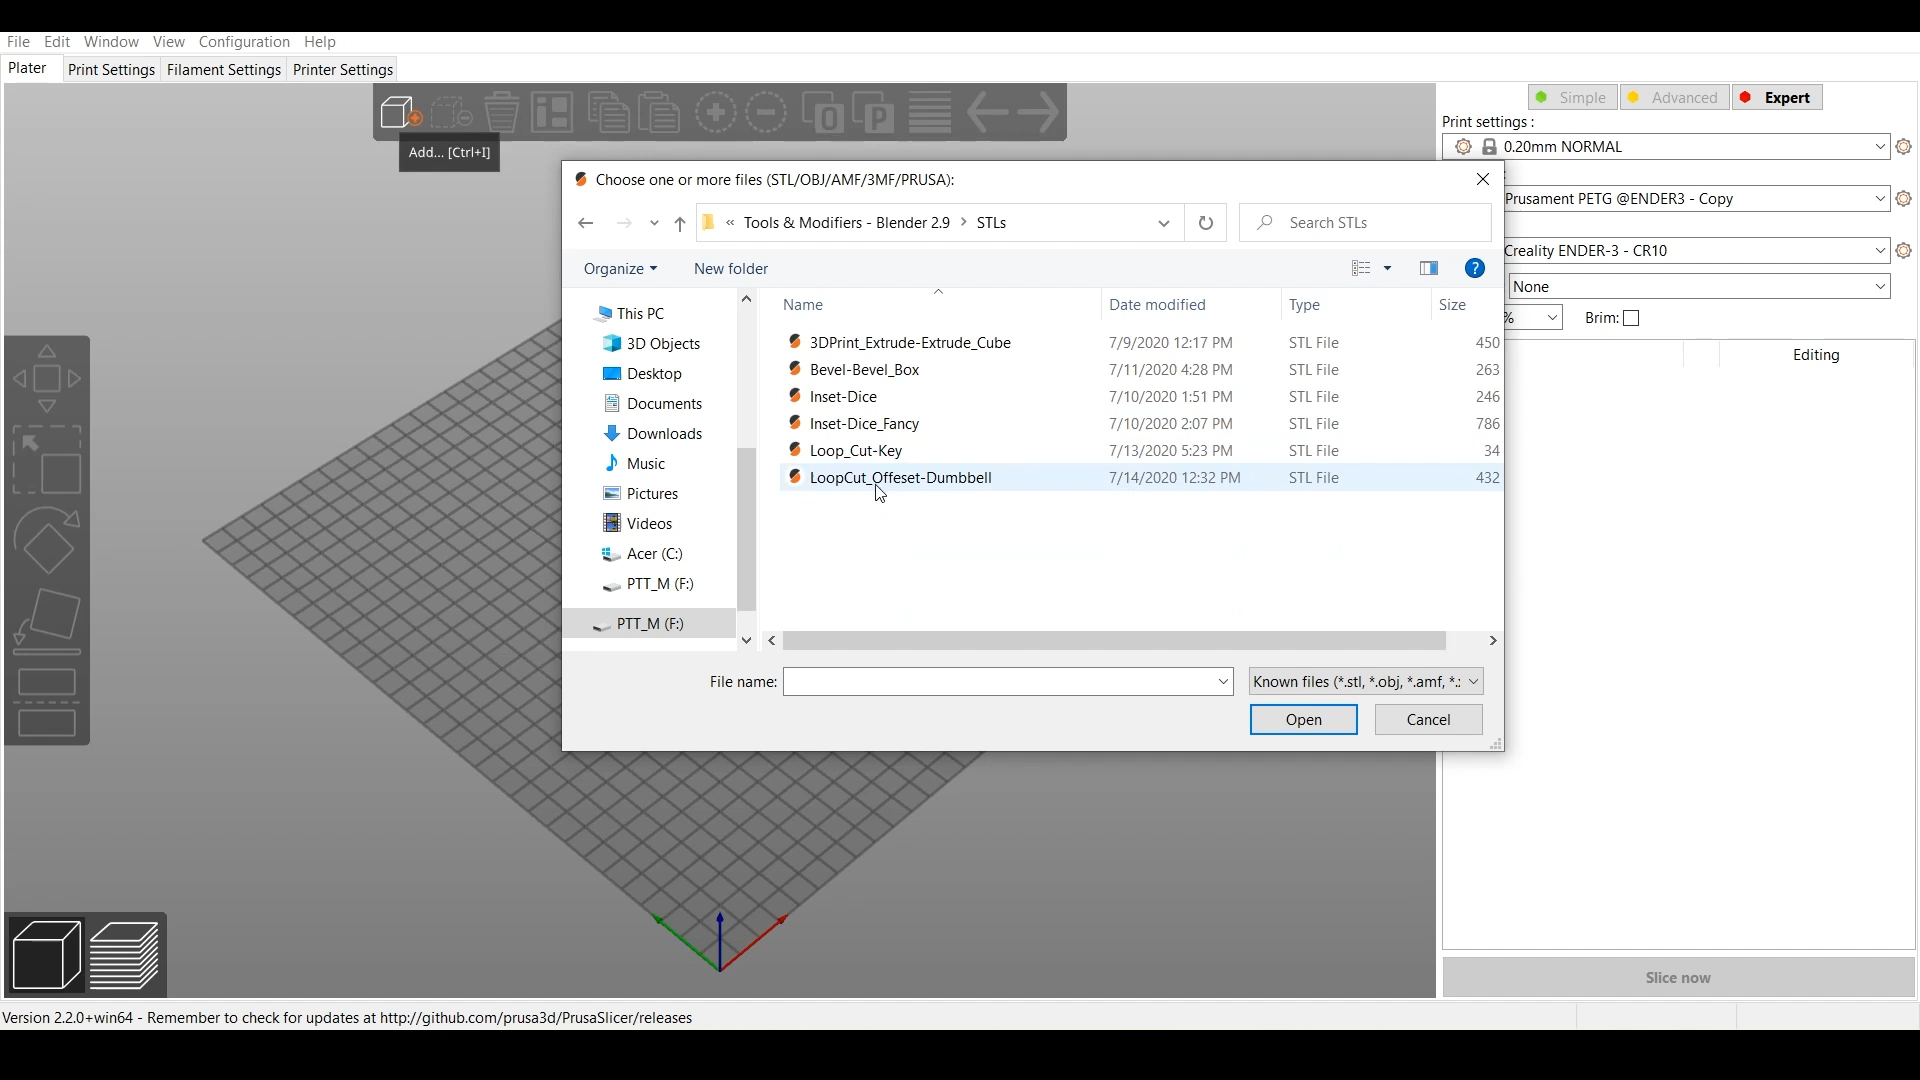 File Edit Window View Configuration Help
Plater Print Settings Filament Settings Printer Settings
Simple Advanced Expert
Add... [Ctrl+I]
Print settings :
0.20mm NORMAL
Prusament PETG @ENDER3 - Copy
Creality ENDER-3 - CR10
None
% Brim:
Editing
Choose one or more files (STL/OBJ/AMF/3MF/PRUSA):
« Tools & Modifiers - Blender 2.9 > STLs
Search STLs
Organize New folder
This PC
3D Objects
Desktop
Documents
Downloads
Music
Pictures
Videos
Acer (C:)
PTT_M (F:)
PTT_M (F:)
Name Date modified Type Size
3DPrint_Extrude-Extrude_Cube 7/9/2020 12:17 PM STL File 450
Bevel-Bevel_Box 7/11/2020 4:28 PM STL File 263
Inset-Dice 7/10/2020 1:51 PM STL File 246
Inset-Dice_Fancy 7/10/2020 2:07 PM STL File 786
Loop_Cut-Key 7/13/2020 5:23 PM STL File 34
LoopCut_Offeset-Dumbbell 7/14/2020 12:32 PM STL File 432
File name: Known files (*.stl, *.obj, *.amf, *.
Open Cancel
Slice now
Version 2.2.0+win64 - Remember to check for updates at http://github.com/prusa3d/PrusaSlicer/releases